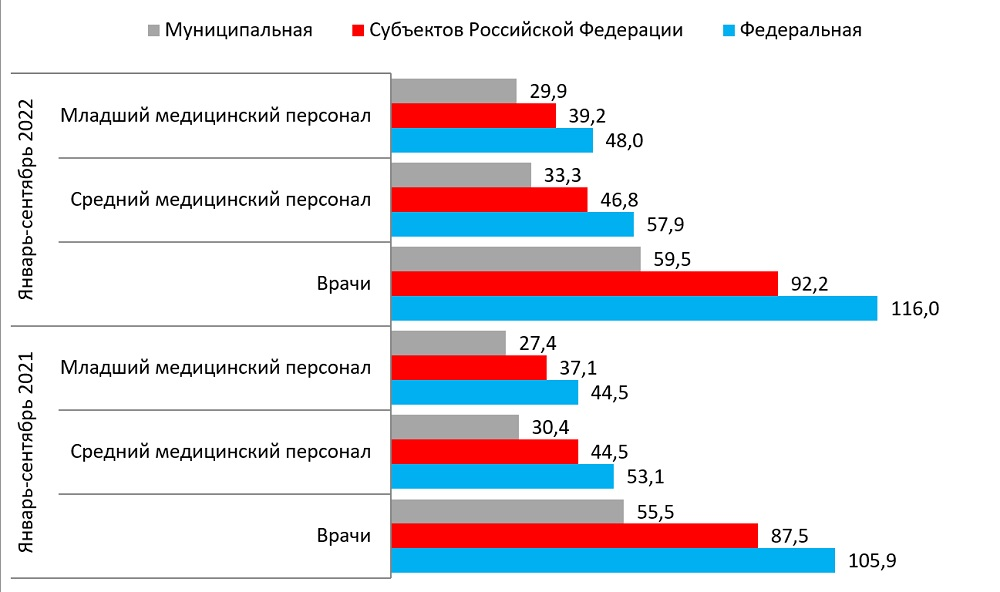 Муниципальная Субъектов Российской Федерации Федеральная
Январь-сентябрь 2022
Младший медицинский персонал
29,9
39,2
48,0
Средний медицинский персонал
33,3
46,8
57,9
Врачи
59,5
92,2
116,0
Январь-сентябрь 2021
Младший медицинский персонал
27,4
37,1
44,5
Средний медицинский персонал
30,4
44,5
53,1
Врачи
55,5
87,5
105,9